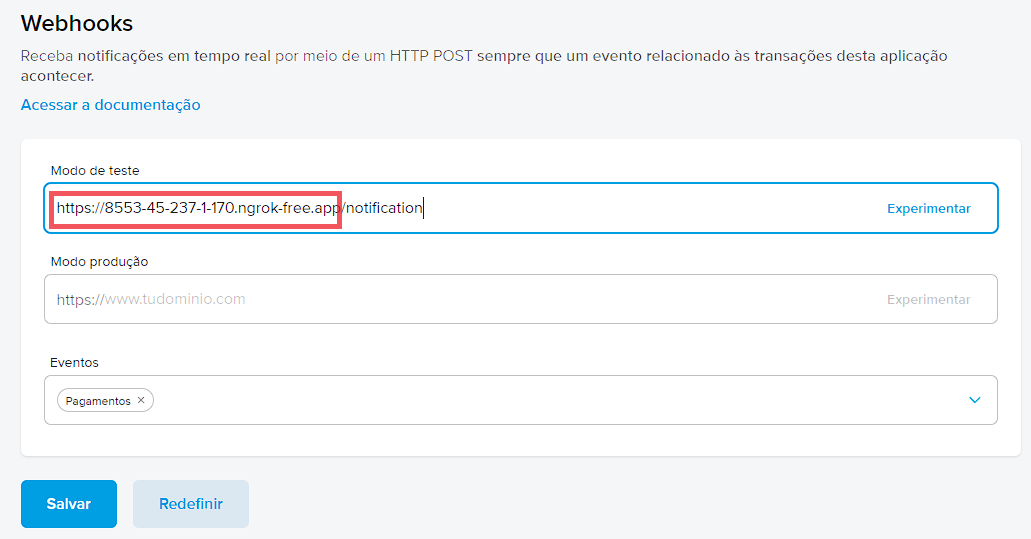 Webhooks
Receba notificações em tempo real por meio de um HTTP POST sempre que um evento relacionado às transações desta aplicação
acontecer.
Acessar a documentação
Modo de teste
https://8553-45-237-1-170.ngrok-free.app/notification Experimentar
Modo produção
https://www.tudominio.com Experimentar
Eventos
Pagamentos ×
Salvar Redefinir